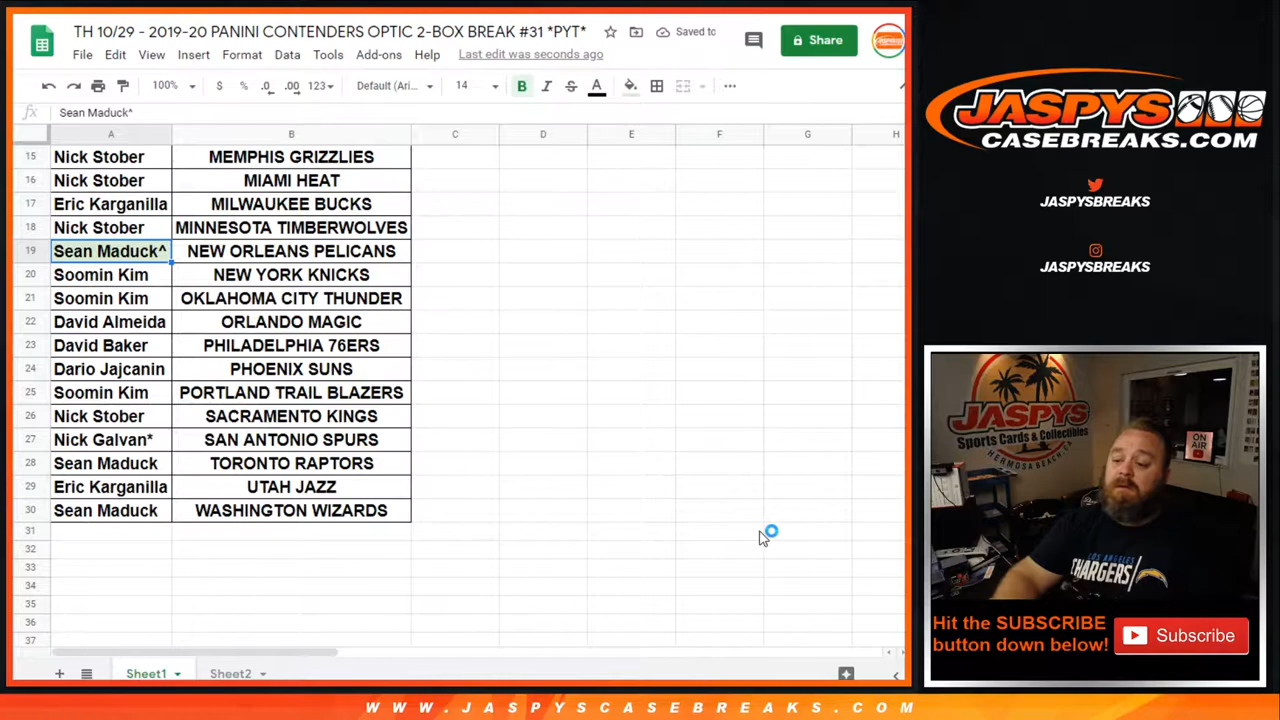 TH 10/29 - 2019-20 PANINI CONTENDERS OPTIC 2-BOX BREAK #31 *PYT*
Saved to
Share
File Edit View Insert Format Data Tools Add-ons Help Last edit was seconds ago
100% $ % .0 .00 123 Default (Ari... 14 B I S A
fx Sean Maduck^
A B C D E F G H
15 Nick Stober MEMPHIS GRIZZLIES
16 Nick Stober MIAMI HEAT
17 Eric Karganilla MILWAUKEE BUCKS
18 Nick Stober MINNESOTA TIMBERWOLVES
19 Sean Maduck^ NEW ORLEANS PELICANS
20 Soomin Kim NEW YORK KNICKS
21 Soomin Kim OKLAHOMA CITY THUNDER
22 David Almeida ORLANDO MAGIC
23 David Baker PHILADELPHIA 76ERS
24 Dario Jajcanin PHOENIX SUNS
25 Soomin Kim PORTLAND TRAIL BLAZERS
26 Nick Stober SACRAMENTO KINGS
27 Nick Galvan* SAN ANTONIO SPURS
28 Sean Maduck TORONTO RAPTORS
29 Eric Karganilla UTAH JAZZ
30 Sean Maduck WASHINGTON WIZARDS
31
32
33
34
35
36
37
Sheet1 Sheet2
JASPYS
CASEBREAKS.COM
JASPYSBREAKS
JASPYSBREAKS
JASPYS
Sports Cards & Collectibles
HERMOSA BEACH, CA
ON AIR
LOS ANGELES
CHARGERS
Hit the SUBSCRIBE
button down below!
Subscribe
WWW.JASPYSCASEBREAKS.COM